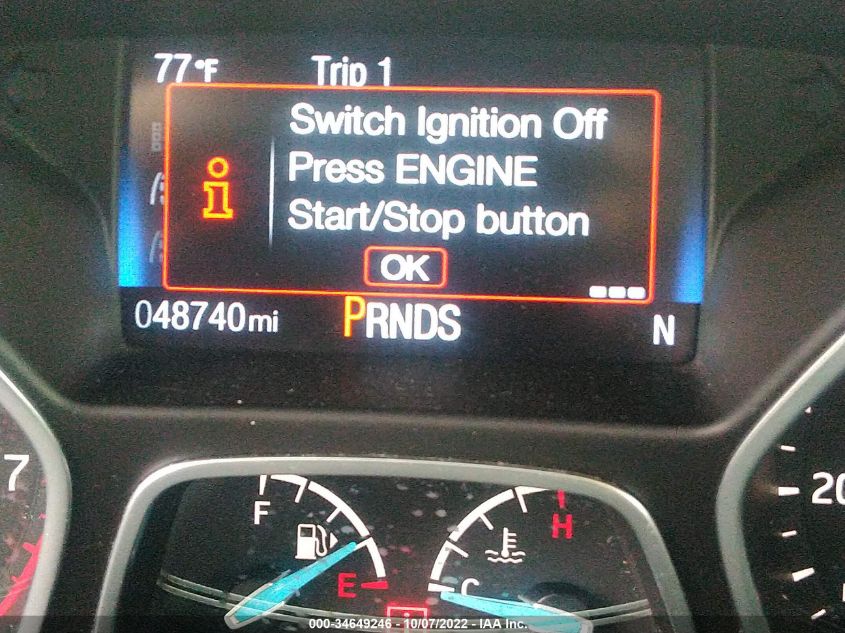 77°F Trip 1
Switch Ignition Off
Press ENGINE
Start/Stop button
OK
048740mi PRNDS N
7
F
H
20
E
C
000-34649246 - 10/07/2022 - IAA Inc.